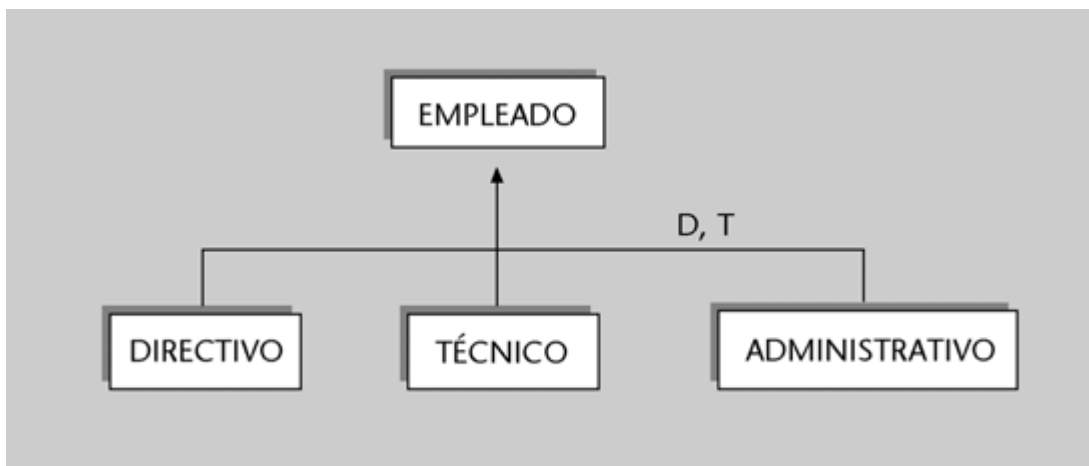 EMPLEADO
D, T
DIRECTIVO
TÉCNICO
ADMINISTRATIVO